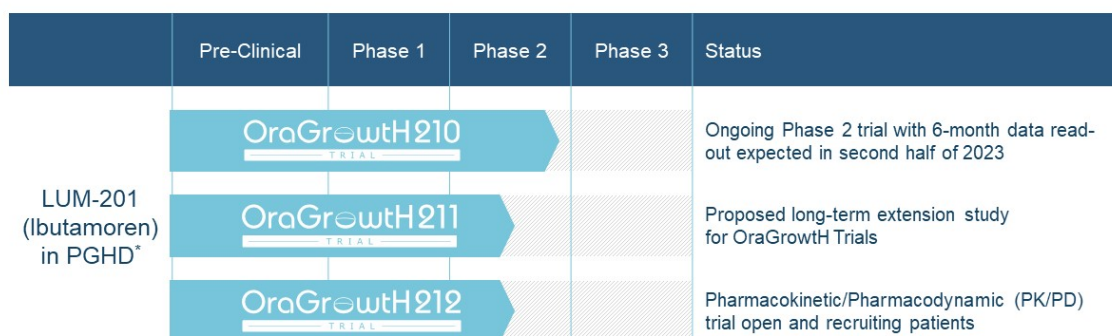 Pre-Clinical Phase 1 Phase 2 Phase 3 Status
OraGrowtH210
TRIAL
Ongoing Phase 2 trial with 6-month data read-
out expected in second half of 2023
LUM-201
(Ibutamoren)
in PGHD*
OraGrowtH211
TRIAL
Proposed long-term extension study
for OraGrowtH Trials
OraGrowtH212
TRIAL
Pharmacokinetic/Pharmacodynamic (PK/PD)
trial open and recruiting patients